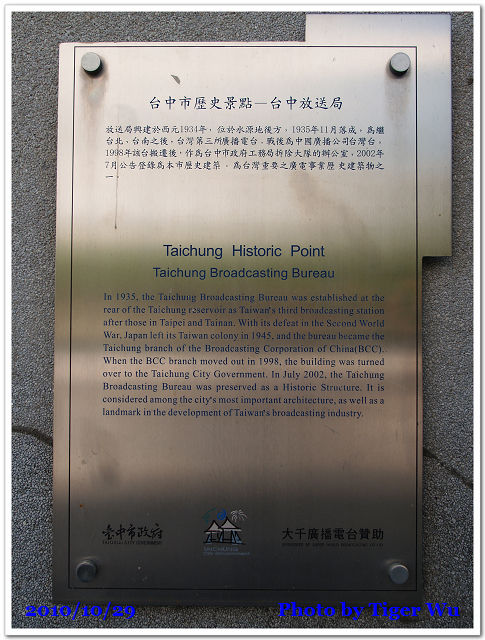 台中市歷史景點—台中放送局
放送局興建於西元1934年，位於水源地後方，1935年11月落成，為繼
台北、台南之後，台灣第三所廣播電台，戰後為中國廣播公司台灣台，
1998年該台搬遷後，作為台中市政府工務局拆除大隊的辦公室，2002年
7月公告登錄為本市歷史建築，為台灣重要之廣電事業歷史建築物之
一。
Taichung Historic Point
Taichung Broadcasting Bureau
In 1935, the Taichung Broadcasting Bureau was established at the
rear of the Taichung reservoir as Taiwan's third broadcasting station
after those in Taipei and Tainan. With its defeat in the Second World
War, Japan left its Taiwan colony in 1945, and the bureau became the
Taichung branch of the Broadcasting Corporation of China(BCC).
When the BCC branch moved out in 1998, the building was turned
over to the Taichung City Government. In July 2002, the Taichung
Broadcasting Bureau was preserved as a Historic Structure. It is
considered among the city's most important architecture, as well as a
landmark in the development of Taiwan's broadcasting industry.
臺中市政府
TAICHUNG CITY GOVERNMENT
大千廣播電台贊助
2010/10/29
Photo by Tiger Wu